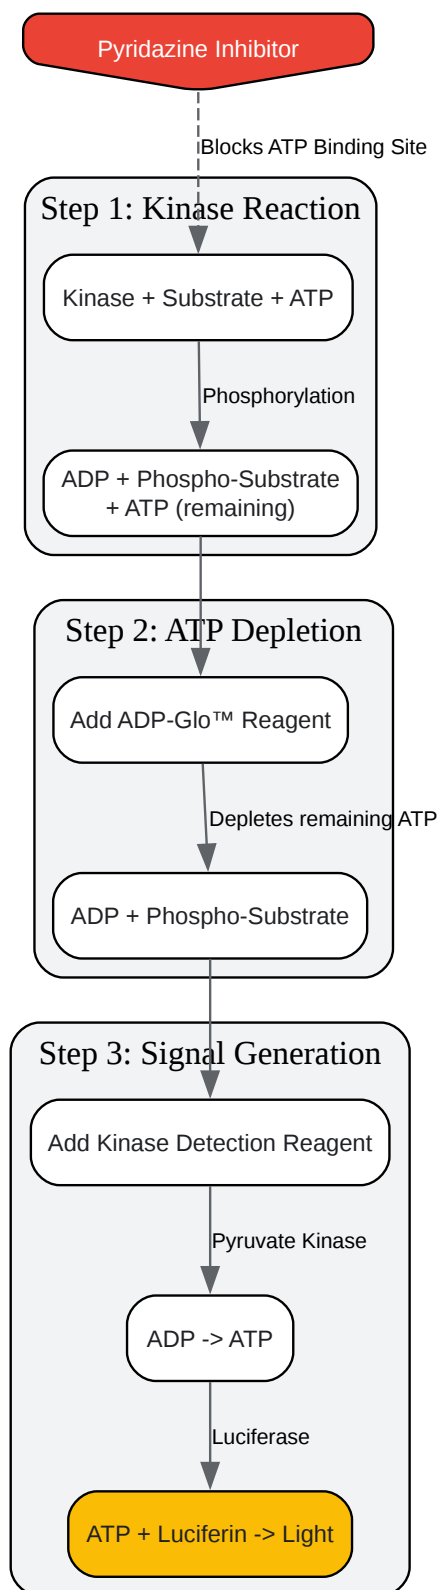 Pyridazine Inhibitor
Blocks ATP Binding Site
Step 1: Kinase Reaction
Kinase + Substrate + ATP
Phosphorylation
ADP + Phospho-Substrate
+ ATP (remaining)
Step 2: ATP Depletion
Add ADP-Glo™ Reagent
Depletes remaining ATP
ADP + Phospho-Substrate
Step 3: Signal Generation
Add Kinase Detection Reagent
Pyruvate Kinase
ADP -> ATP
Luciferase
ATP + Luciferin -> Light